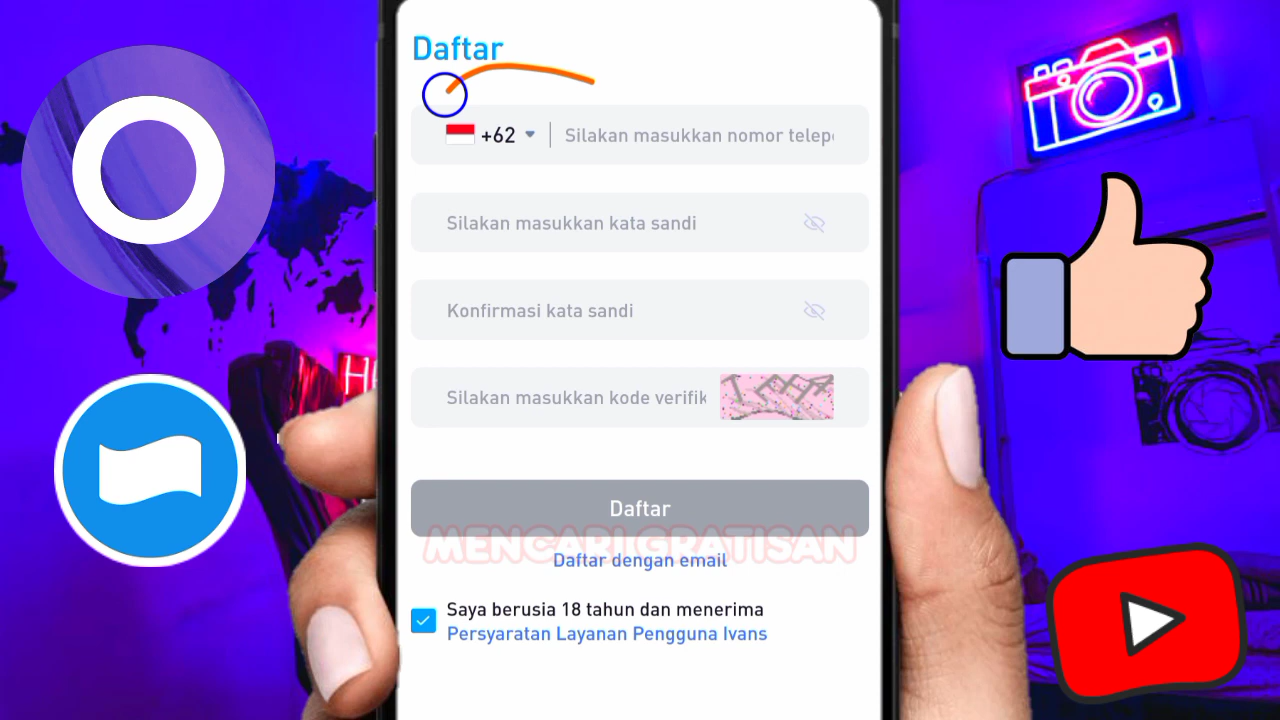 Daftar
+62 Silakan masukkan nomor telep
Silakan masukkan kata sandi
Konfirmasi kata sandi
Silakan masukkan kode verifik
Daftar
MENCARI GRATISAN
Daftar dengan email
Saya berusia 18 tahun dan menerima
Persyaratan Layanan Pengguna Ivans